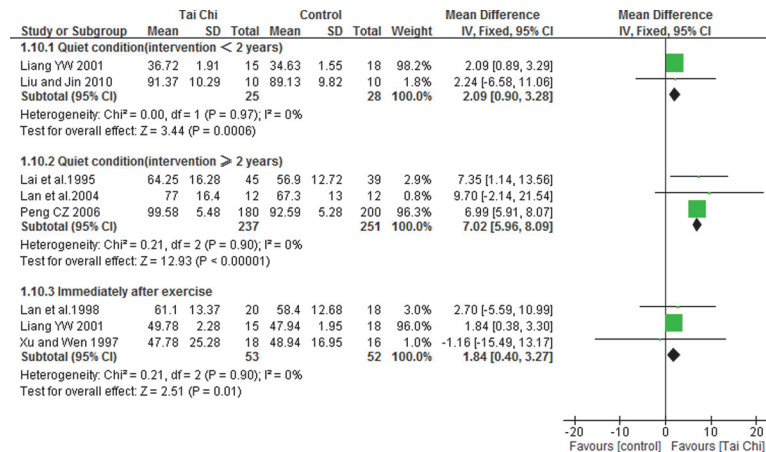 Tai Chi Control Mean Difference Mean Difference
Study or Subgroup Mean SD Total Mean SD Total Weight IV, Fixed, 95% CI IV, Fixed, 95% CI
1.10.1 Quiet condition(intervention < 2 years)
Liang YW 2001 36.72 1.91 15 34.63 1.55 18 98.2% 2.09 [0.89, 3.29]
Liu and Jin 2010 91.37 10.29 10 89.13 9.82 10 1.8% 2.24 [-6.58, 11.06]
Subtotal (95% CI) 25 28 100.0% 2.09 [0.90, 3.28]
Heterogeneity: Chi² = 0.00, df = 1 (P = 0.97); I² = 0%
Test for overall effect: Z = 3.44 (P = 0.0006)
1.10.2 Quiet condition(intervention ⩾ 2 years)
Lai et al.1995 64.25 16.28 45 56.9 12.72 39 2.9% 7.35 [1.14, 13.56]
Lan et al.2004 77 16.4 12 67.3 13 12 0.8% 9.70 [-2.14, 21.54]
Peng CZ 2006 99.58 5.48 180 92.59 5.28 200 96.3% 6.99 [5.91, 8.07]
Subtotal (95% CI) 237 251 100.0% 7.02 [5.96, 8.09]
Heterogeneity: Chi² = 0.21, df = 2 (P = 0.90); I² = 0%
Test for overall effect: Z = 12.93 (P < 0.00001)
1.10.3 Immediately after exercise
Lan et al.1998 61.1 13.37 20 58.4 12.68 18 3.0% 2.70 [-5.59, 10.99]
Liang YW 2001 49.78 2.28 15 47.94 1.95 18 96.0% 1.84 [0.38, 3.30]
Xu and Wen 1997 47.78 25.28 18 48.94 16.95 16 1.0% -1.16 [-15.49, 13.17]
Subtotal (95% CI) 53 52 100.0% 1.84 [0.40, 3.27]
Heterogeneity: Chi² = 0.21, df = 2 (P = 0.90); I² = 0%
Test for overall effect: Z = 2.51 (P = 0.01)
-20 -10 0 10 20
Favours [control] Favours [Tai Chi]